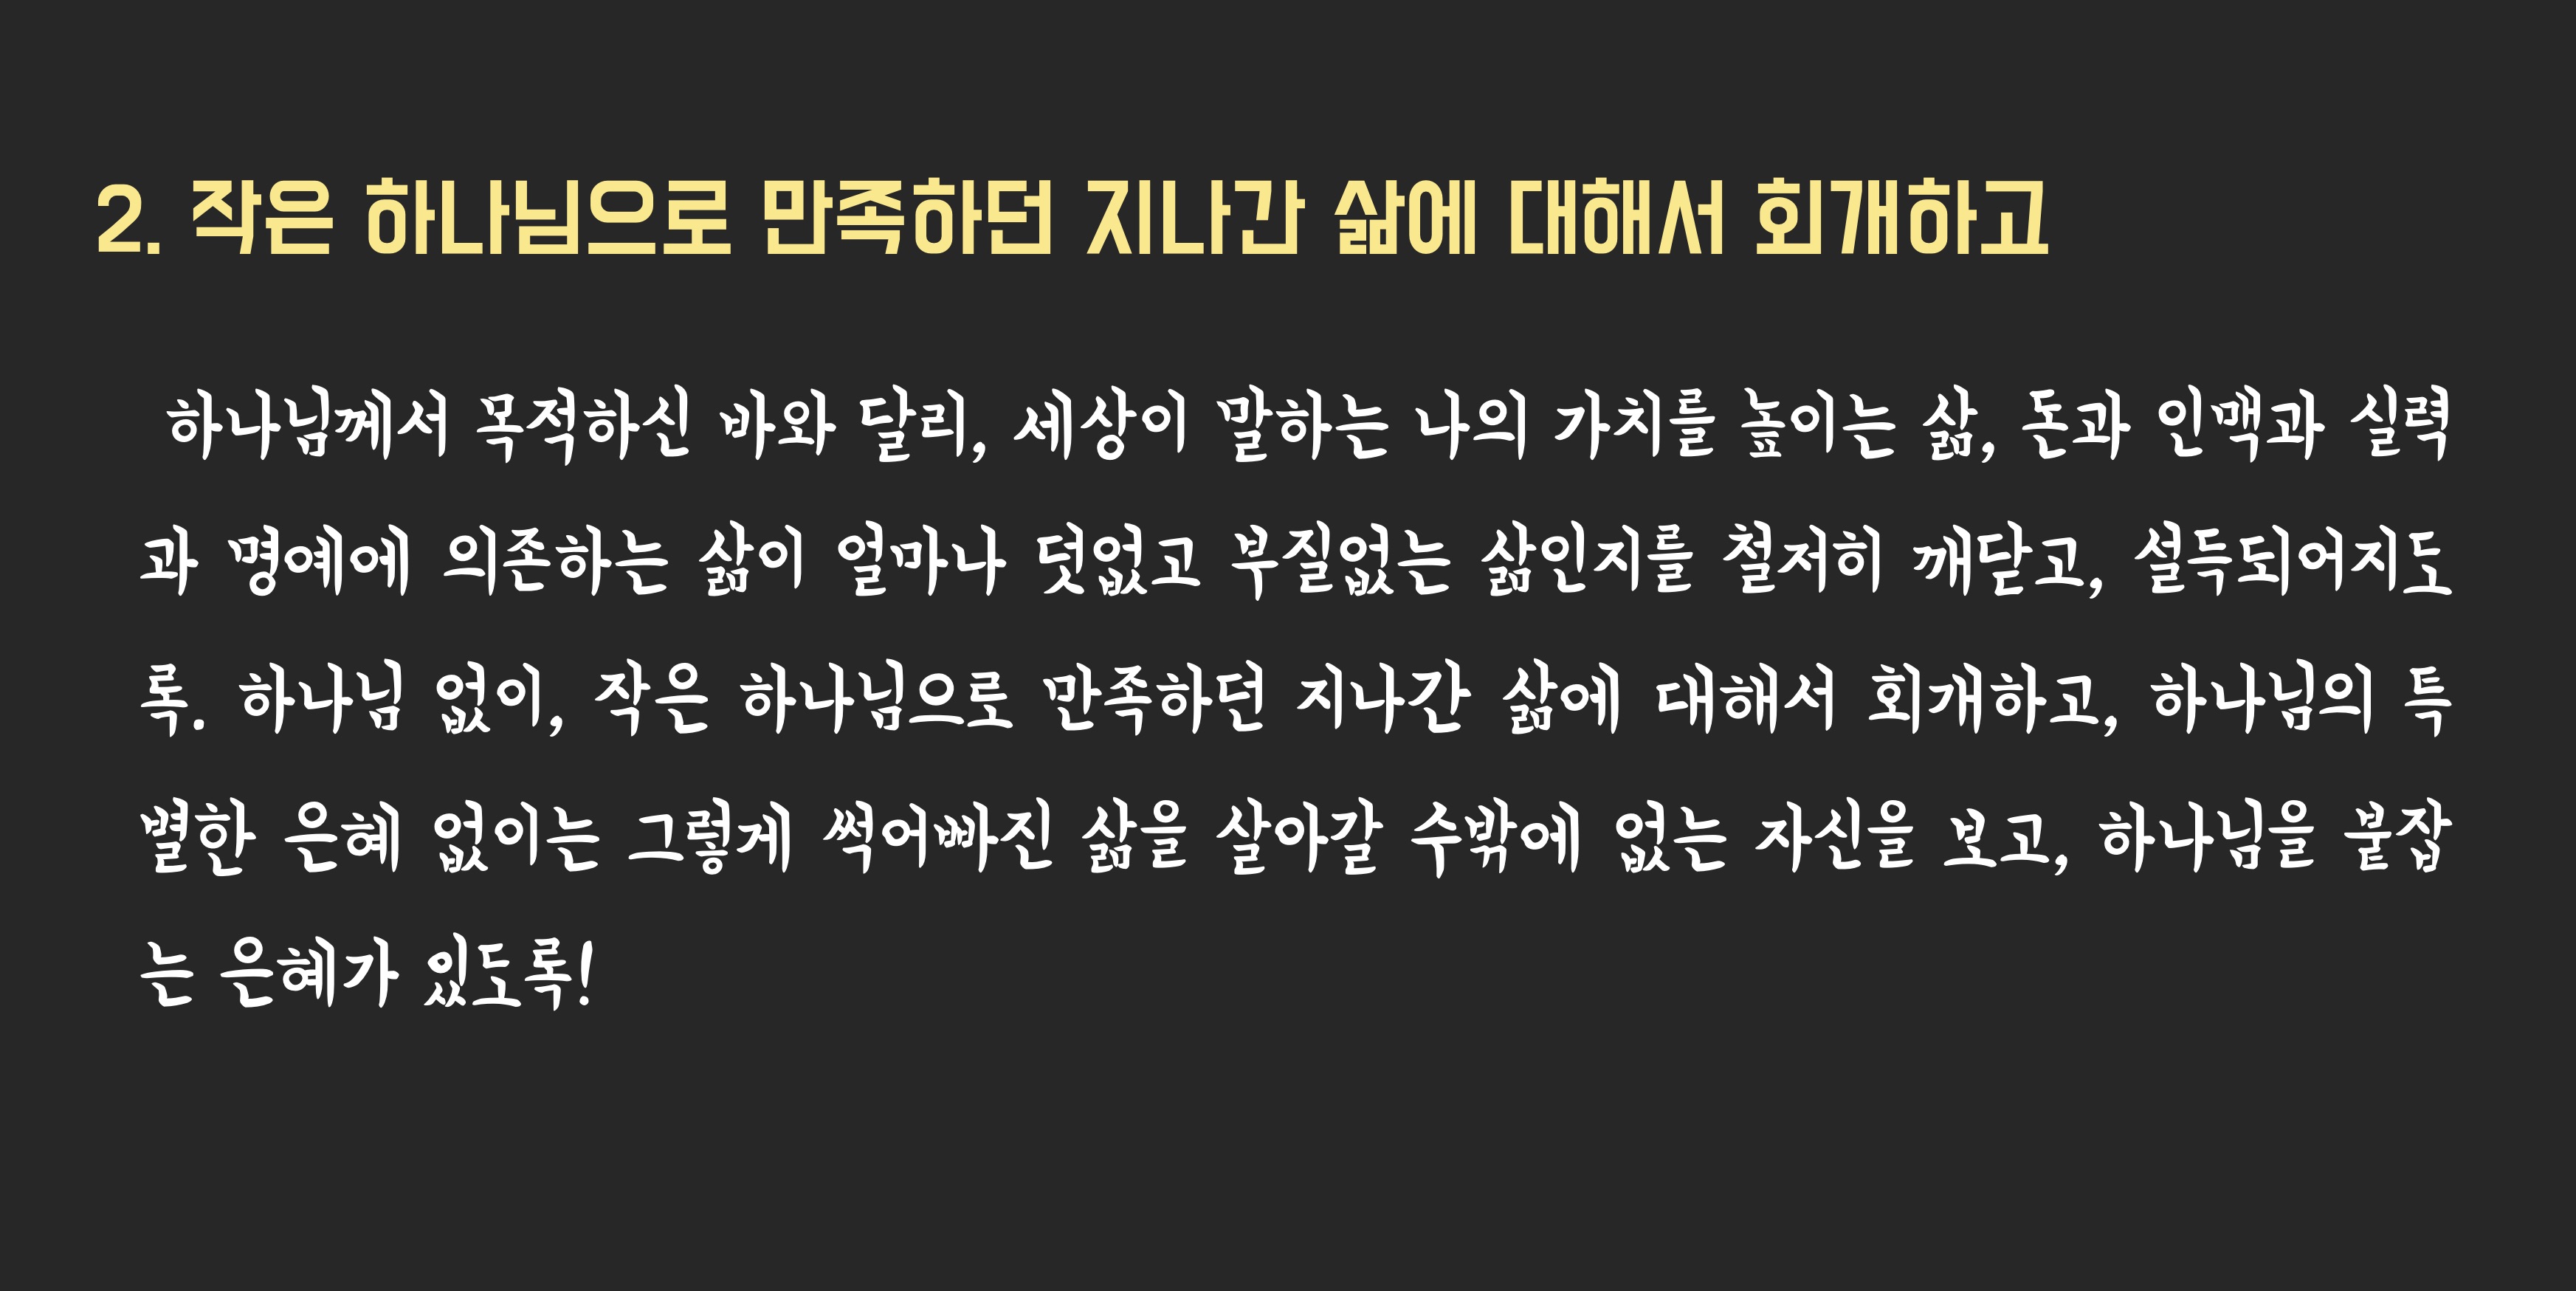 2. 작은 하나님으로 만족하던 지나간 삶에 대해서 회개하고
하나님께서 목적하신 바와 달리, 세상이 말하는 나의 가치를 높이는 삶, 돈과 인맥과 실력
과 명예에 의존하는 삶이 얼마나 덧없고 부질없는 삶인지를 철저히 깨닫고, 설득되어지도
록. 하나님 없이, 작은 하나님으로 만족하던 지나간 삶에 대해서 회개하고, 하나님의 특
별한 은혜 없이는 그렇게 썩어빠진 삶을 살아갈 수밖에 없는 자신을 보고, 하나님을 붙잡
는 은혜가 있도록!